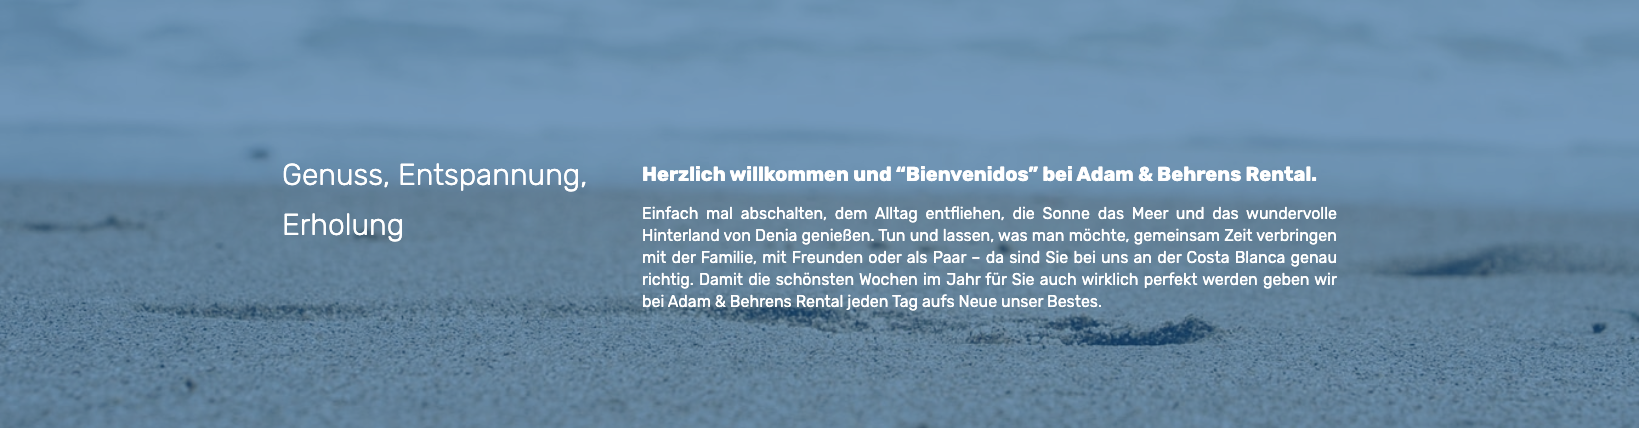 Genuss, Entspannung,
Erholung
Herzlich willkommen und “Bienvenidos” bei Adam & Behrens Rental.
Einfach mal abschalten, dem Alltag entfliehen, die Sonne das Meer und das wundervolle
Hinterland von Denia genießen. Tun und lassen, was man möchte, gemeinsam Zeit verbringen
mit der Familie, mit Freunden oder als Paar – da sind Sie bei uns an der Costa Blanca genau
richtig. Damit die schönsten Wochen im Jahr für Sie auch wirklich perfekt werden geben wir
bei Adam & Behrens Rental jeden Tag aufs Neue unser Bestes.